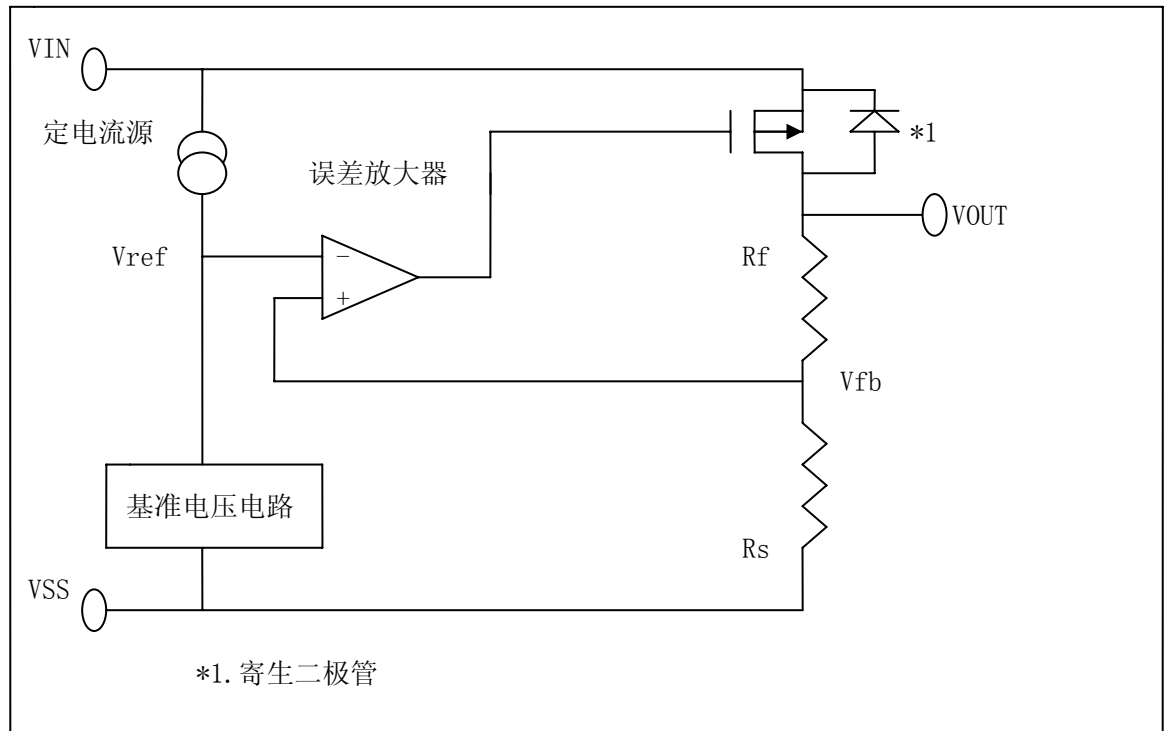 VIN
定电流源
*1
误差放大器
VOUT
Vref
−
Rf
+
Vfb
基准电压电路
Rs
VSS
*1.寄生二极管